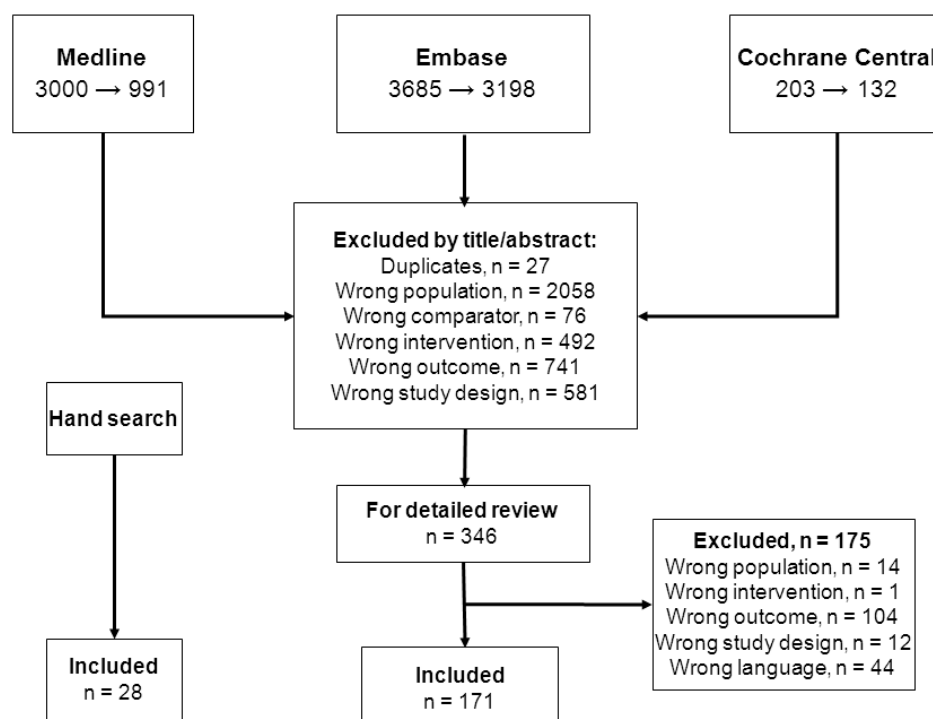 Medline
3000 → 991
Embase
3685 → 3198
Cochrane Central
203 → 132
Excluded by title/abstract:
Duplicates, n = 27
Wrong population, n = 2058
Wrong comparator, n = 76
Wrong intervention, n = 492
Wrong outcome, n = 741
Wrong study design, n = 581
Hand search
For detailed review
n = 346
Excluded, n = 175
Wrong population, n = 14
Wrong intervention, n = 1
Wrong outcome, n = 104
Wrong study design, n = 12
Wrong language, n = 44
Included
n = 28
Included
n = 171